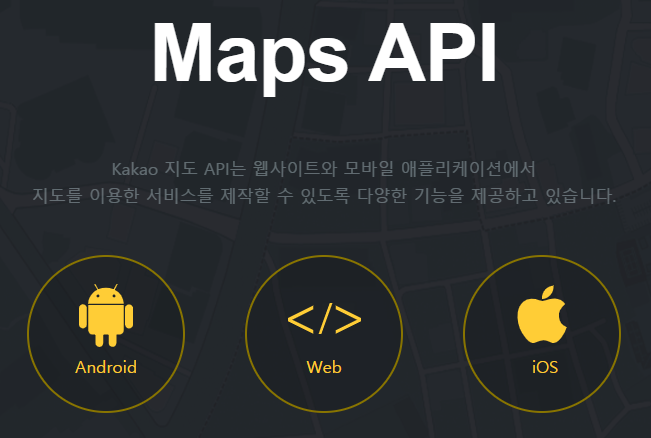 Maps API
Kakao 지도 API는 웹사이트와 모바일 애플리케이션에서
지도를 이용한 서비스를 제작할 수 있도록 다양한 기능을 제공하고 있습니다.
</>
Android
Web
iOS